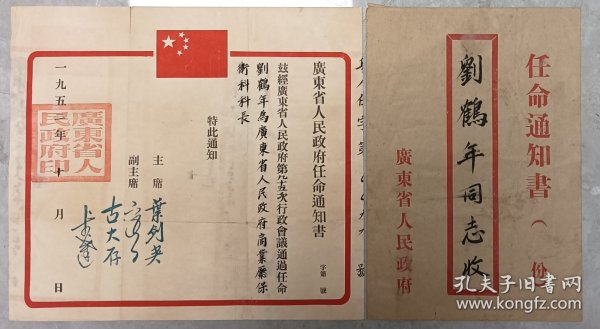 廣東省人民政府任命通知書
字第 號
茲經廣東省人民政府第九五次行政會議通過任命
劉鶴年為廣東省人民政府商業廳保
衛科科長
特此通知
主席 葉劍英
副主席
古大存
一九五三年十月 日
廣東省人
民政府印
任命通知書（ 份
劉鶴年同志收
廣東省人民政府
孔夫子旧书网